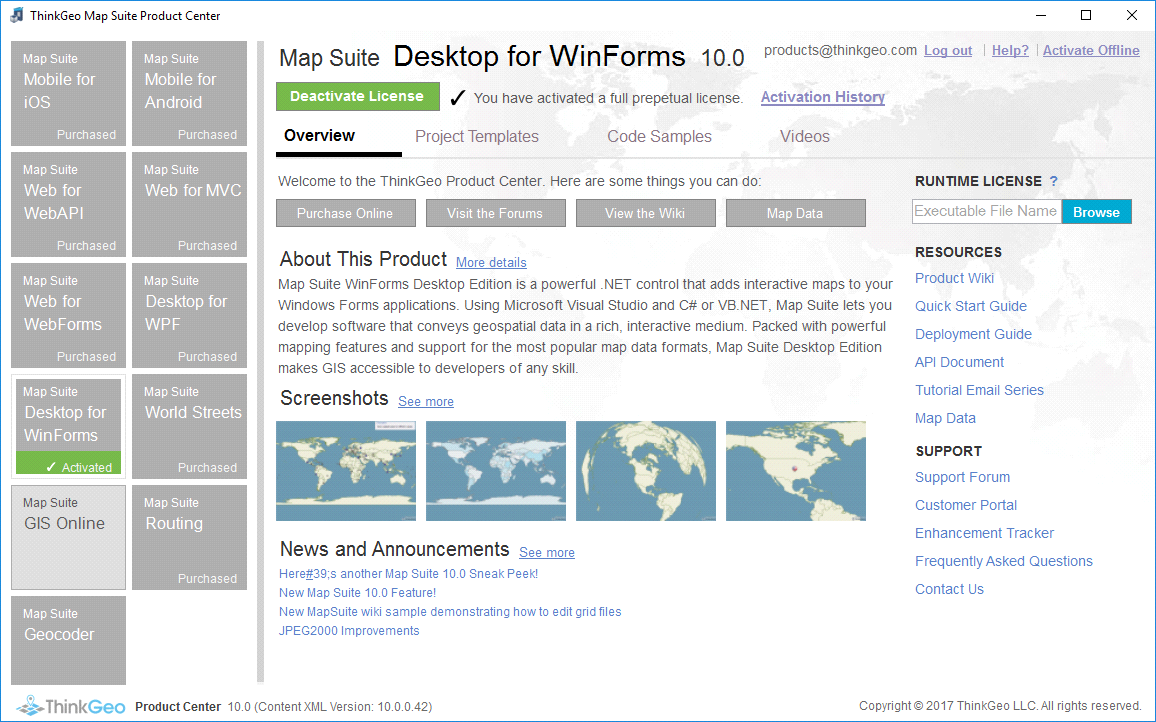 ThinkGeo Map Suite Product Center
Map Suite
Mobile for
iOS
Purchased
Map Suite
Mobile for
Android
Purchased
Map Suite
Web for
WebAPI
Purchased
Map Suite
Web for MVC
Purchased
Map Suite
Web for
WebForms
Purchased
Map Suite
Desktop for
WPF
Purchased
Map Suite
Desktop for
WinForms
✓ Activated
Map Suite
World Streets
Purchased
Map Suite
GIS Online
Map Suite
Routing
Purchased
Map Suite
Geocoder
Map Suite Desktop for WinForms 10.0
products@thinkgeo.com Log out | Help? | Activate Offline
Deactivate License ✓ You have activated a full prepetual license. Activation History
Overview Project Templates Code Samples Videos
Welcome to the ThinkGeo Product Center. Here are some things you can do:
Purchase Online Visit the Forums View the Wiki Map Data
About This Product More details
Map Suite WinForms Desktop Edition is a powerful .NET control that adds interactive maps to your
Windows Forms applications. Using Microsoft Visual Studio and C# or VB.NET, Map Suite lets you
develop software that conveys geospatial data in a rich, interactive medium. Packed with powerful
mapping features and support for the most popular map data formats, Map Suite Desktop Edition
makes GIS accessible to developers of any skill.
Screenshots See more
News and Announcements See more
Here#39;s another Map Suite 10.0 Sneak Peek!
New Map Suite 10.0 Feature!
New MapSuite wiki sample demonstrating how to edit grid files
JPEG2000 Improvements
RUNTIME LICENSE ?
Executable File Name Browse
RESOURCES
Product Wiki
Quick Start Guide
Deployment Guide
API Document
Tutorial Email Series
Map Data
SUPPORT
Support Forum
Customer Portal
Enhancement Tracker
Frequently Asked Questions
Contact Us
ThinkGeo Product Center 10.0 (Content XML Version: 10.0.0.42)
Copyright © 2017 ThinkGeo LLC. All rights reserved.